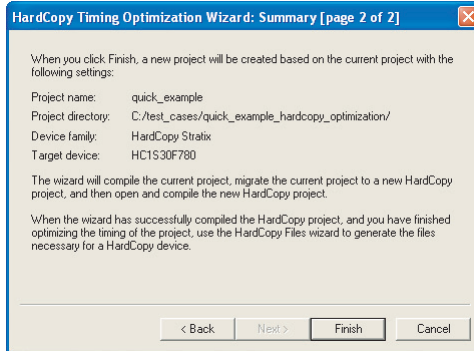 HardCopy Timing Optimization Wizard: Summary [page 2 of 2]
When you click Finish, a new project will be created based on the current project with the
following settings:
Project name: quick_example
Project directory: C:/test_cases/quick_example_hardcopy_optimization/
Device family: HardCopy Stratix
Target device: HC1S30F780
The wizard will compile the current project, migrate the current project to a new HardCopy
project, and then open and compile the new HardCopy project.
When the wizard has successfully compiled the HardCopy project, and you have finished
optimizing the timing of the project, use the HardCopy Files wizard to generate the files
necessary for a HardCopy device.
< Back Next > Finish Cancel